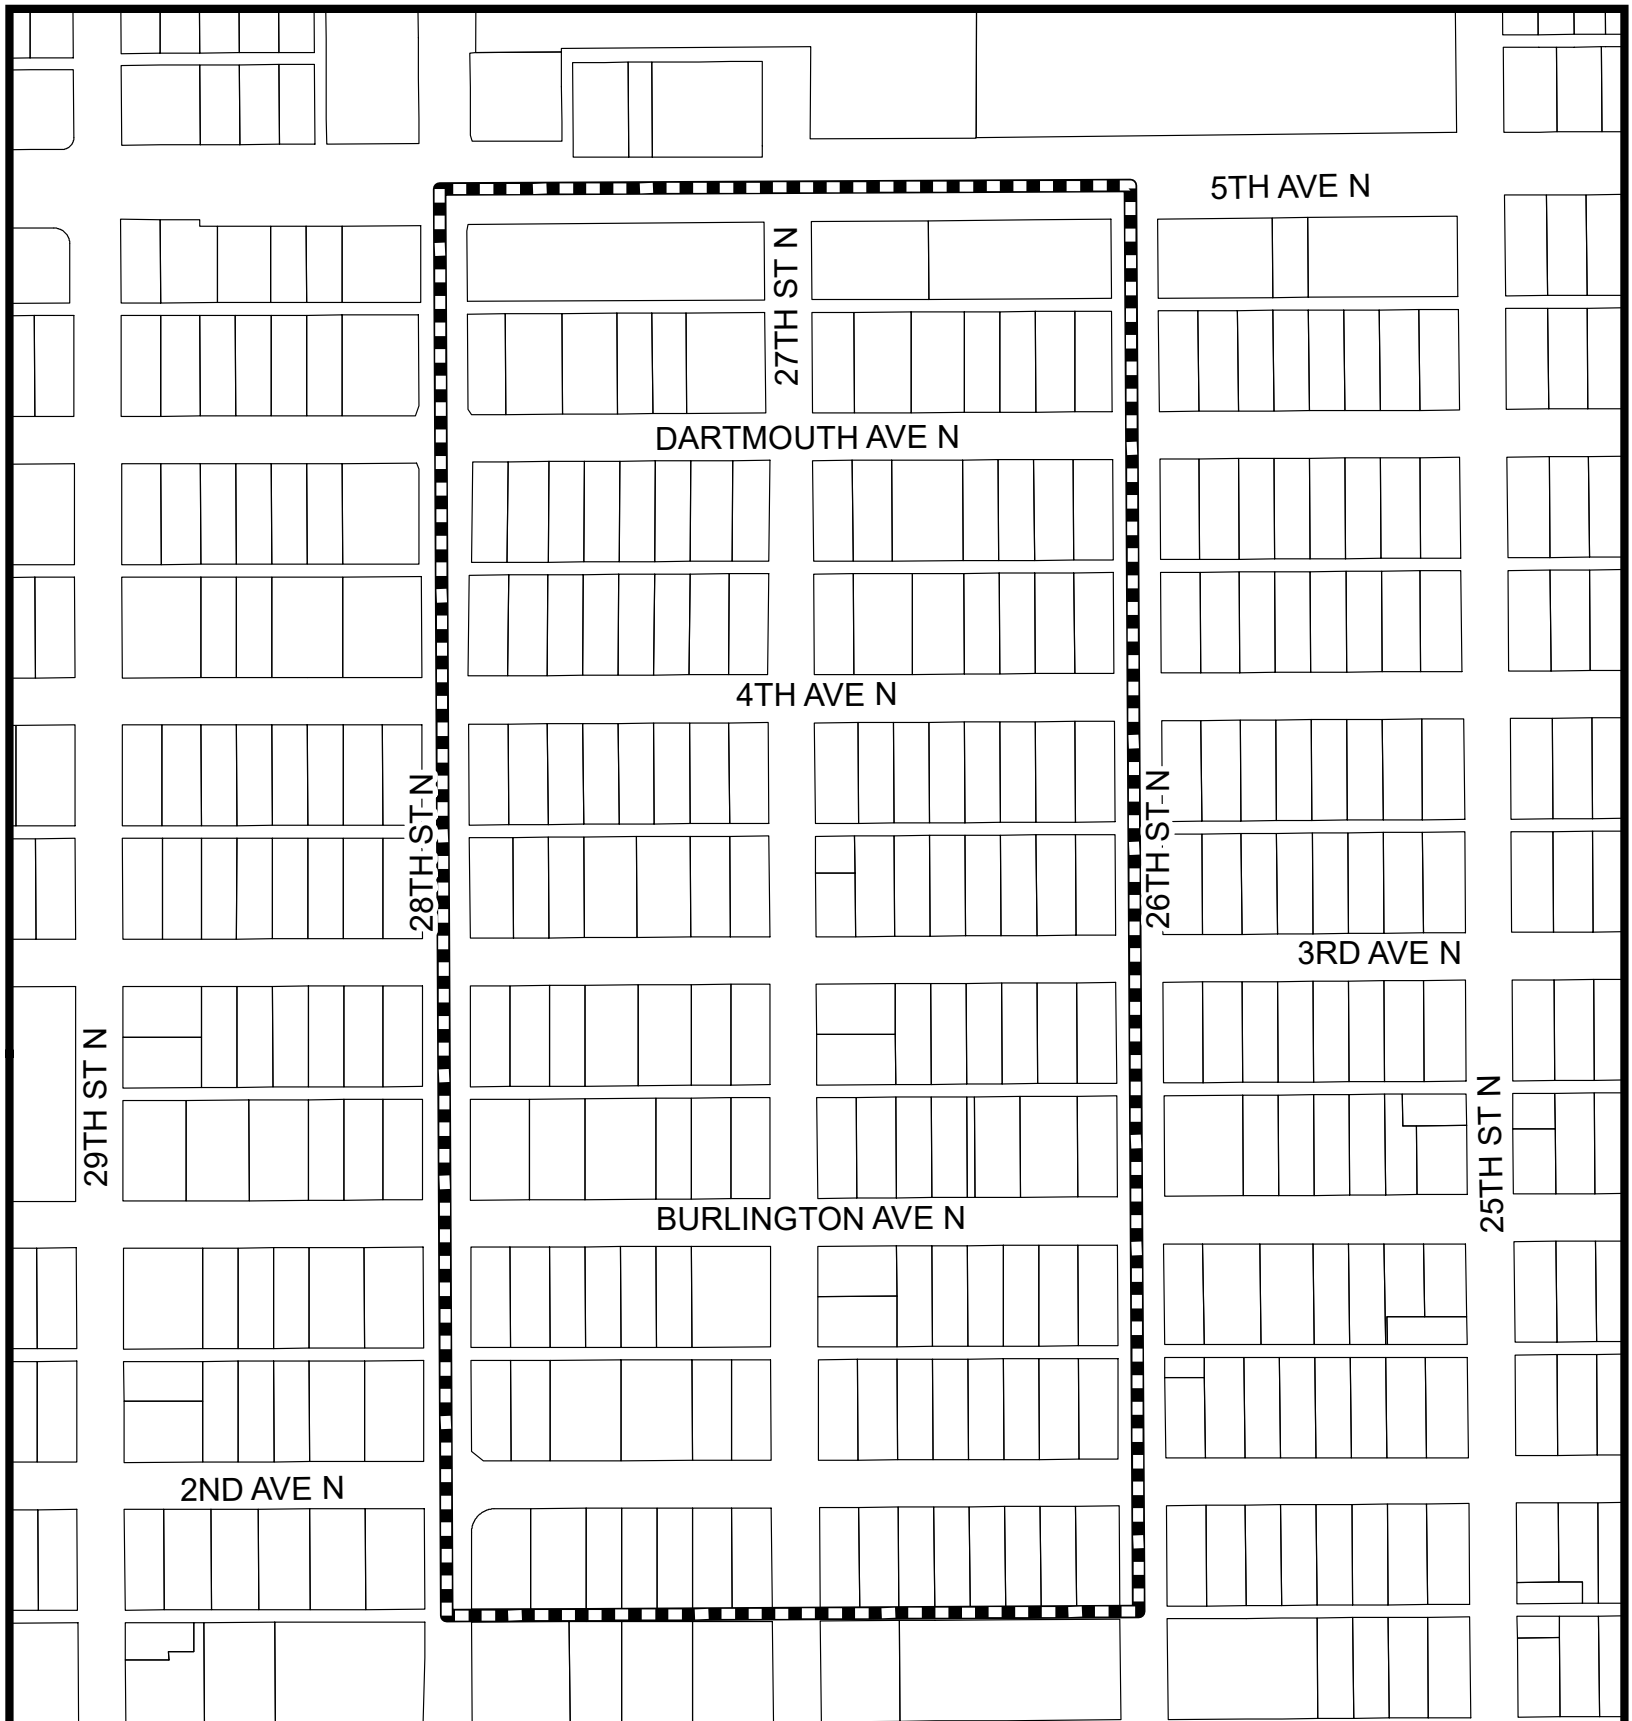 5TH AVE N
27TH ST N
DARTMOUTH AVE N
4TH AVE N
28TH ST N
26TH ST N
3RD AVE N
29TH ST N
25TH ST N
BURLINGTON AVE N
2ND AVE N